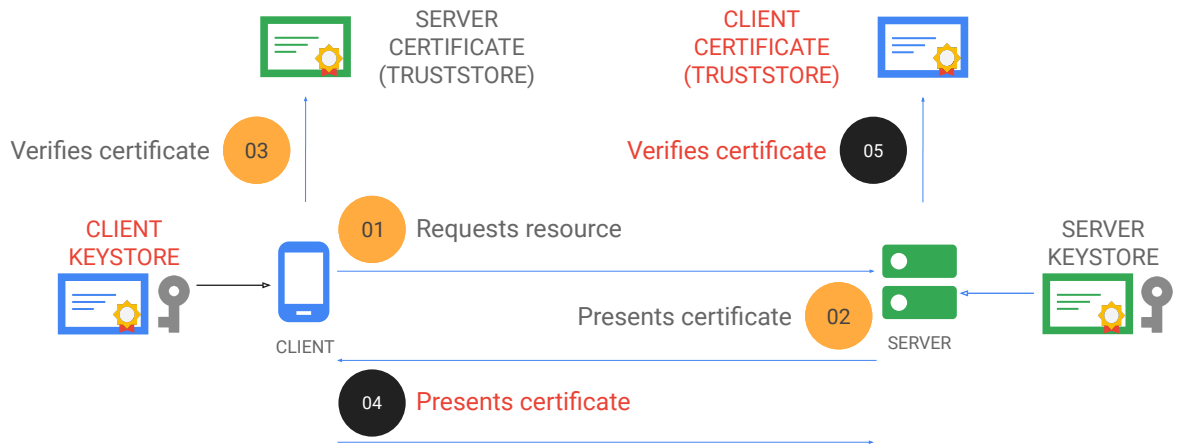 SERVER
CERTIFICATE
(TRUSTSTORE)
CLIENT
CERTIFICATE
(TRUSTSTORE)
Verifies certificate
03
Verifies certificate
05
CLIENT
KEYSTORE
01
Requests resource
SERVER
KEYSTORE
Presents certificate
02
CLIENT
SERVER
04
Presents certificate